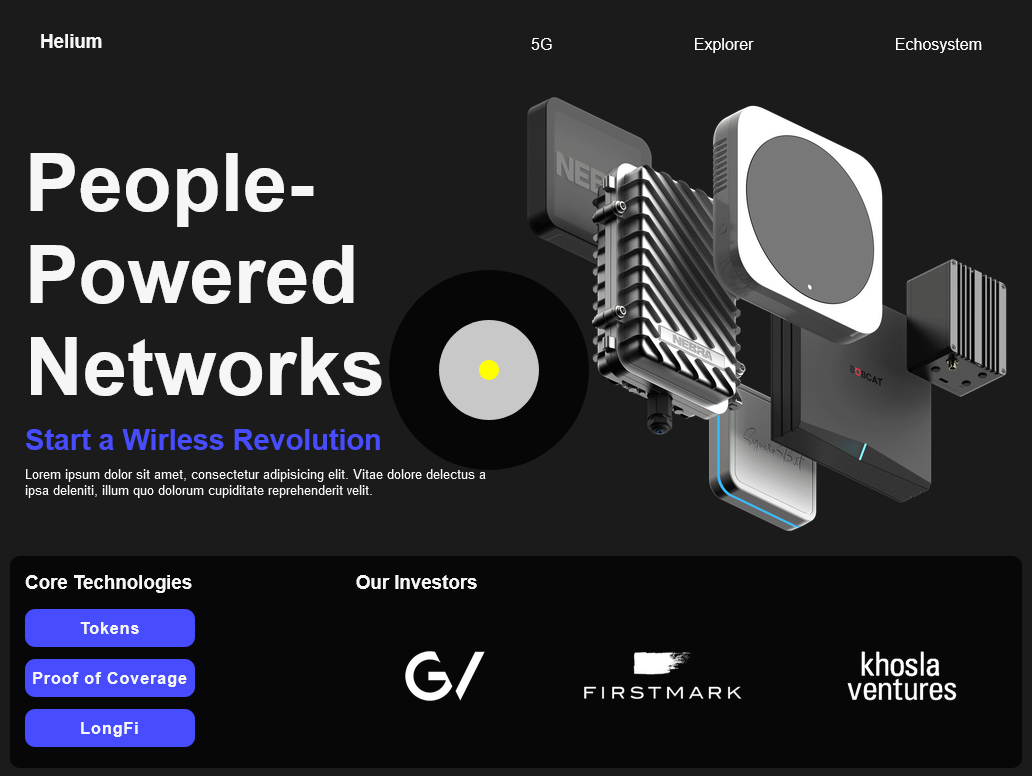 Helium
5G
Explorer
Echosystem
People-
Powered
Networks
Start a Wirless Revolution
Lorem ipsum dolor sit amet, consectetur adipisicing elit. Vitae dolore delectus a
ipsa deleniti, illum quo dolorum cupiditate reprehenderit velit.
NEBRA
BOBCAT
Core Technologies
Our Investors
Tokens
Proof of Coverage
LongFi
GV
FIRSTMARK
khosla
ventures